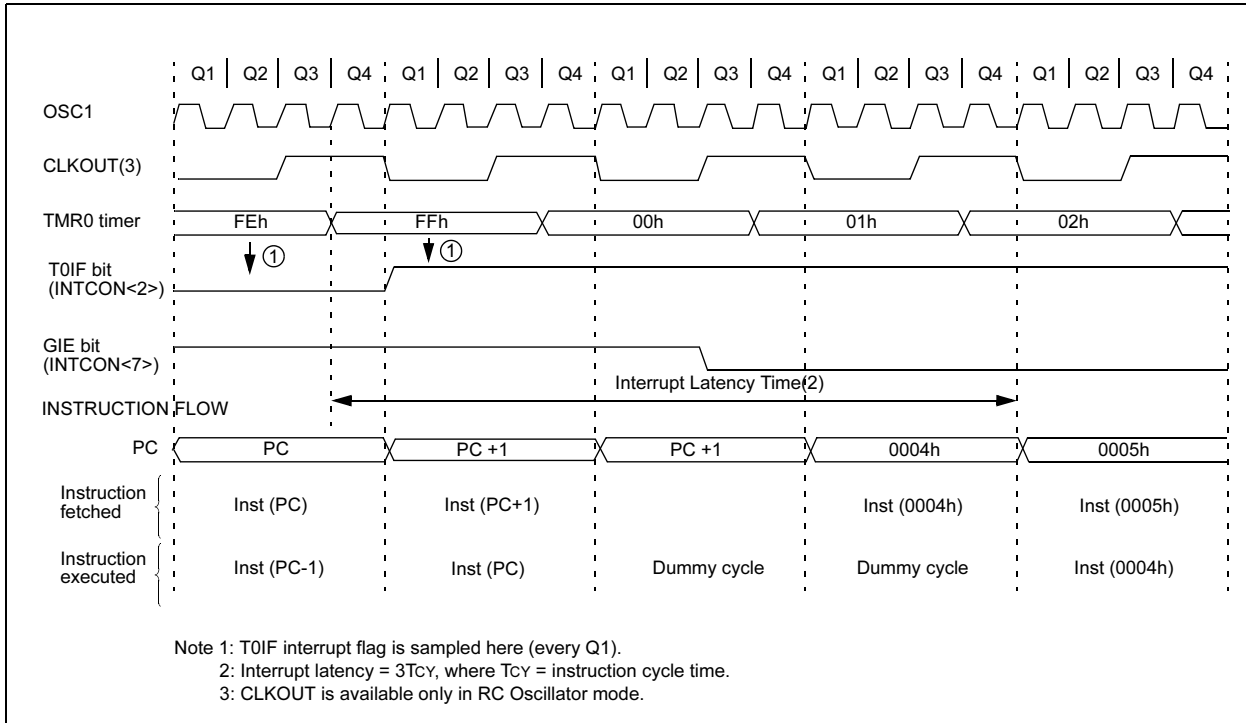 Q1 Q2 Q3 Q4 Q1 Q2 Q3 Q4 Q1 Q2 Q3 Q4 Q1 Q2 Q3 Q4 Q1 Q2 Q3 Q4
OSC1
CLKOUT(3)
TMR0 timer FEh FFh 00h 01h 02h
1 1
T0IF bit
(INTCON<2>)
GIE bit
(INTCON<7>)
Interrupt Latency Time(2)
INSTRUCTION FLOW
PC PC PC +1 PC +1 0004h 0005h
Instruction
fetched
Inst (PC) Inst (PC+1) Inst (0004h) Inst (0005h)
Instruction
executed
Inst (PC-1) Inst (PC) Dummy cycle Dummy cycle Inst (0004h)
Note 1: T0IF interrupt flag is sampled here (every Q1).
2: Interrupt latency = 3TCY, where TCY = instruction cycle time.
3: CLKOUT is available only in RC Oscillator mode.